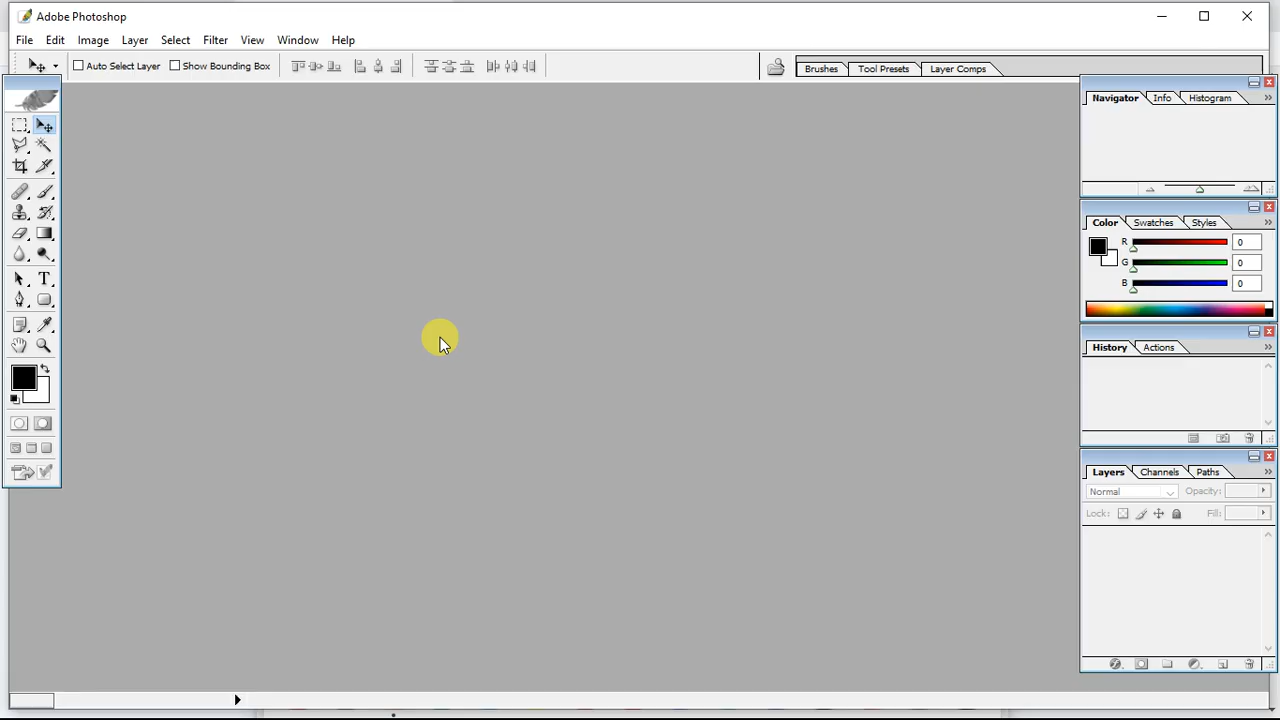 Adobe Photoshop
File Edit Image Layer Select Filter View Window Help
Auto Select Layer Show Bounding Box Brushes Tool Presets Layer Comps
Navigator Info Histogram
Color Swatches Styles
R 0
G 0
B 0
History Actions
Layers Channels Paths
Normal Opacity:
Lock: Fill:
T